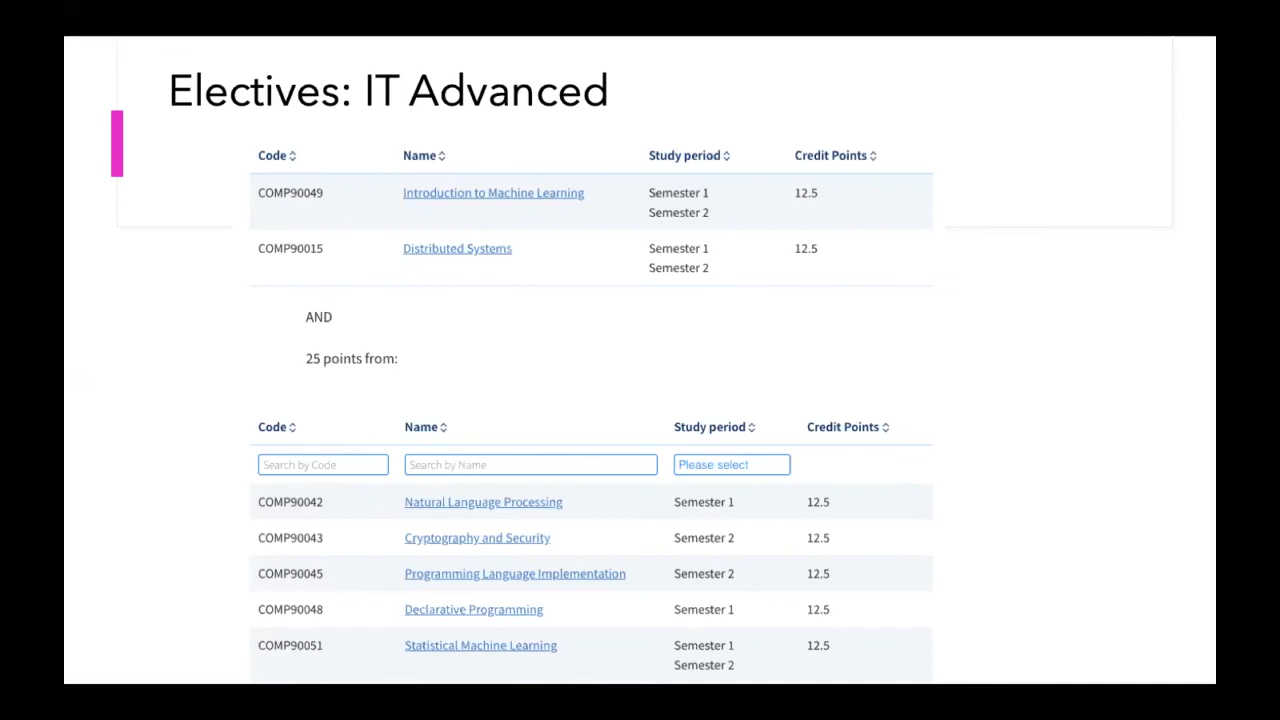 Electives: IT Advanced
Code Name Study period Credit Points
COMP90049 Introduction to Machine Learning Semester 1 12.5
Semester 2
COMP90015 Distributed Systems Semester 1 12.5
Semester 2
AND
25 points from:
Code Name Study period Credit Points
Search by Code Search by Name Please select
COMP90042 Natural Language Processing Semester 1 12.5
COMP90043 Cryptography and Security Semester 2 12.5
COMP90045 Programming Language Implementation Semester 2 12.5
COMP90048 Declarative Programming Semester 1 12.5
COMP90051 Statistical Machine Learning Semester 1 12.5
Semester 2